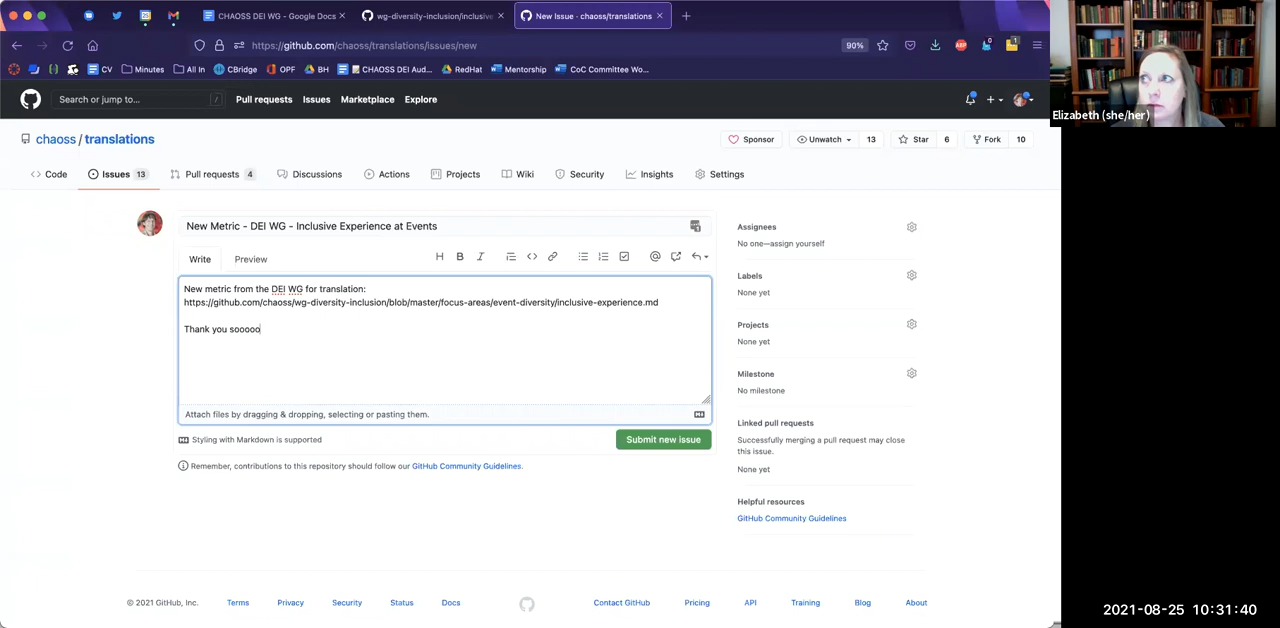 CHAOSS DEI WG - Google Docs
wg-diversity-inclusion/inclusive
New Issue · chaoss/translations
https://github.com/chaoss/translations/issues/new
90%
CV
Minutes
All In
CBridge
OPF
BH
CHAOSS DEI Aud...
RedHat
Mentorship
CoC Committee Wo...
Elizabeth (she/her)
Search or jump to...
/
Pull requests
Issues
Marketplace
Explore
chaoss / translations
Sponsor
Unwatch
13
Star
6
Fork
10
Code
Issues 13
Pull requests 4
Discussions
Actions
Projects
Wiki
Security
Insights
Settings
New Metric - DEI WG - Inclusive Experience at Events
Write
Preview
New metric from the DEI WG for translation:
https://github.com/chaoss/wg-diversity-inclusion/blob/master/focus-areas/event-diversity/inclusive-experience.md
Thank you sooooo
Attach files by dragging & dropping, selecting or pasting them.
Styling with Markdown is supported
Submit new issue
Remember, contributions to this repository should follow our GitHub Community Guidelines.
Assignees
No one—assign yourself
Labels
None yet
Projects
None yet
Milestone
No milestone
Linked pull requests
Successfully merging a pull request may close
this issue.
None yet
Helpful resources
GitHub Community Guidelines
© 2021 GitHub, Inc.
Terms
Privacy
Security
Status
Docs
Contact GitHub
Pricing
API
Training
Blog
About
2021-08-25 10:31:40